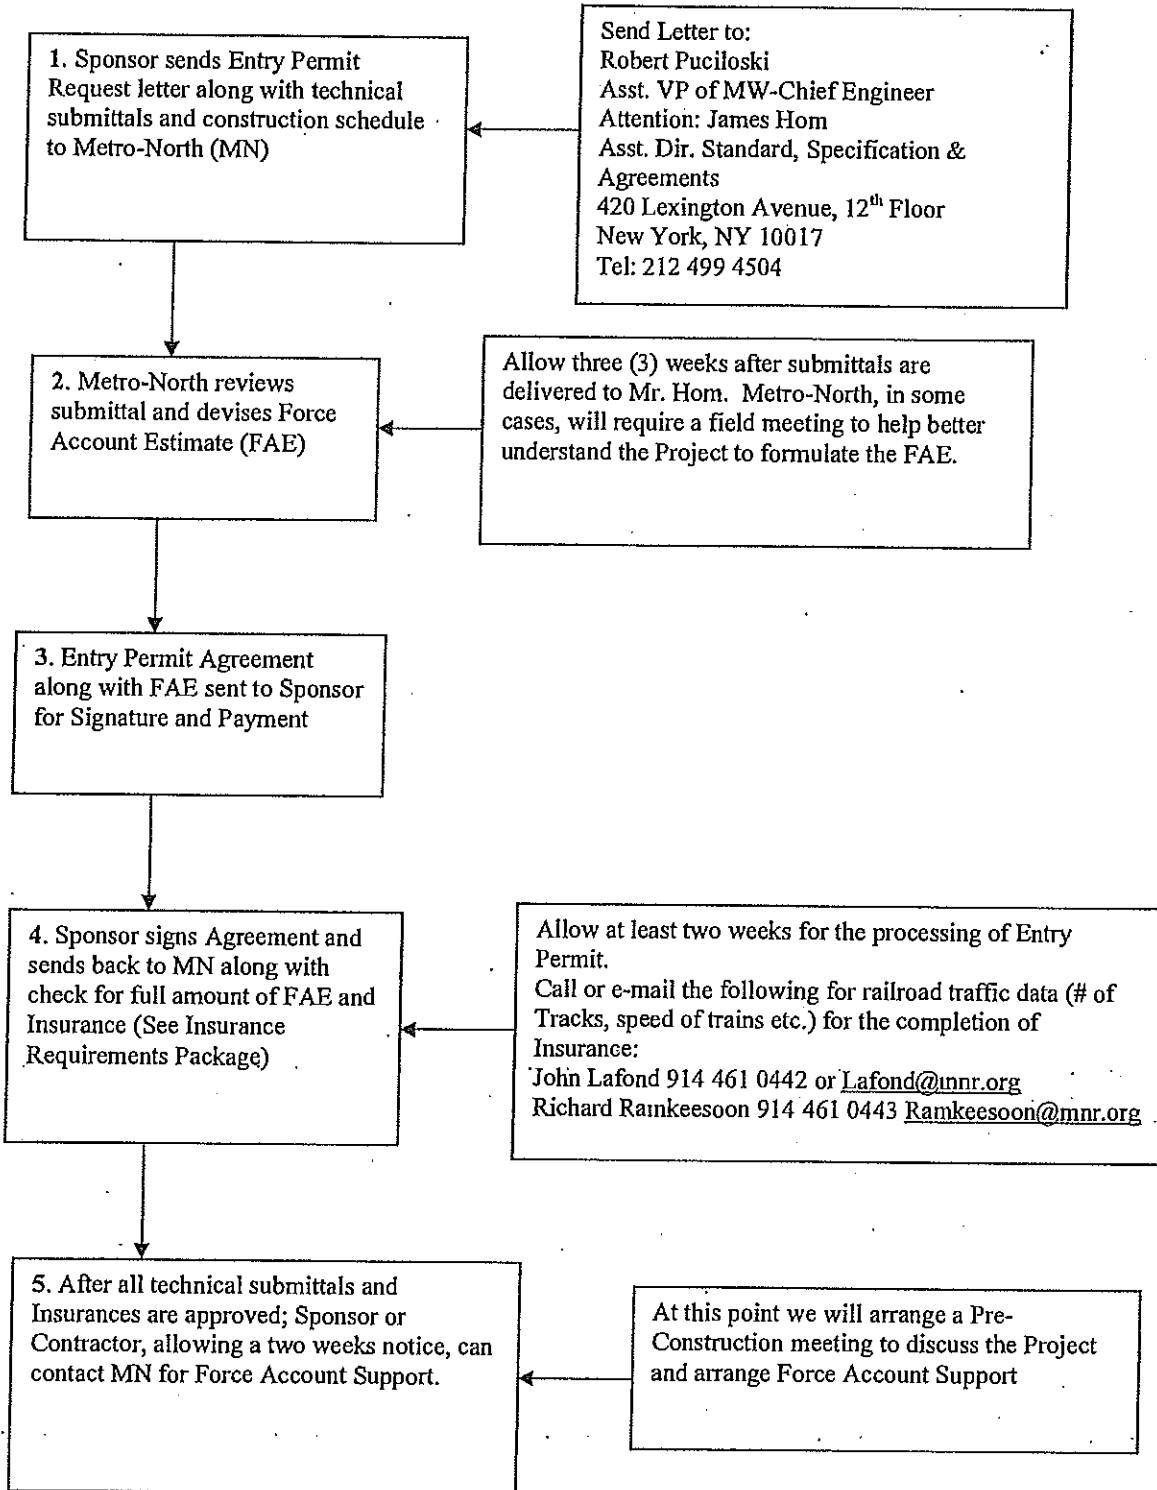 1. Sponsor sends Entry Permit
Request letter along with technical
submittals and construction schedule
to Metro-North (MN)
Send Letter to:
Robert Puciloski
Asst. VP of MW-Chief Engineer
Attention: James Hom
Asst. Dir. Standard, Specification &
Agreements
420 Lexington Avenue, 12th Floor
New York, NY 10017
Tel: 212 499 4504
2. Metro-North reviews
submittal and devises Force
Account Estimate (FAE)
Allow three (3) weeks after submittals are
delivered to Mr. Hom. Metro-North, in some
cases, will require a field meeting to help better
understand the Project to formulate the FAE.
3. Entry Permit Agreement
along with FAE sent to Sponsor
for Signature and Payment
4. Sponsor signs Agreement and
sends back to MN along with
check for full amount of FAE and
Insurance (See Insurance
Requirements Package)
Allow at least two weeks for the processing of Entry
Permit.
Call or e-mail the following for railroad traffic data (# of
Tracks, speed of trains etc.) for the completion of
Insurance:
John Lafond 914 461 0442 or Lafond@mnr.org
Richard Ramkeesoon 914 461 0443 Ramkeesoon@mnr.org
5. After all technical submittals and
Insurances are approved; Sponsor or
Contractor, allowing a two weeks notice, can
contact MN for Force Account Support.
At this point we will arrange a Pre-
Construction meeting to discuss the Project
and arrange Force Account Support